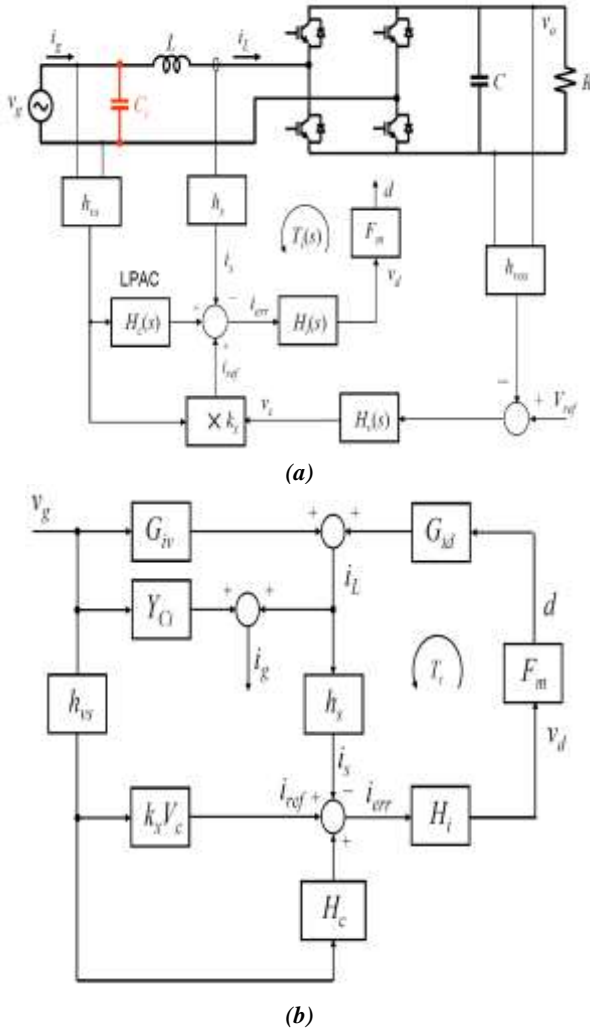 i_g
L
i_L
v_o
v_g
C_i
C
R
h_vs
h_s
d
T_i(s)
F_m
i_s
v_d
LPAC
H_c(s)
−
i_err
H_i(s)
+
i_ref
−
× k_x
v_c
H_v(s)
+ V_ref
(a)
v_g
G_iv
+
+
G_id
i_L
Y_Ci
+
+
d
i_g
T_i
F_m
h_vs
h_s
v_d
i_s
k_x V_c
i_ref
+
−
i_err
H_i
+
H_c
(b)